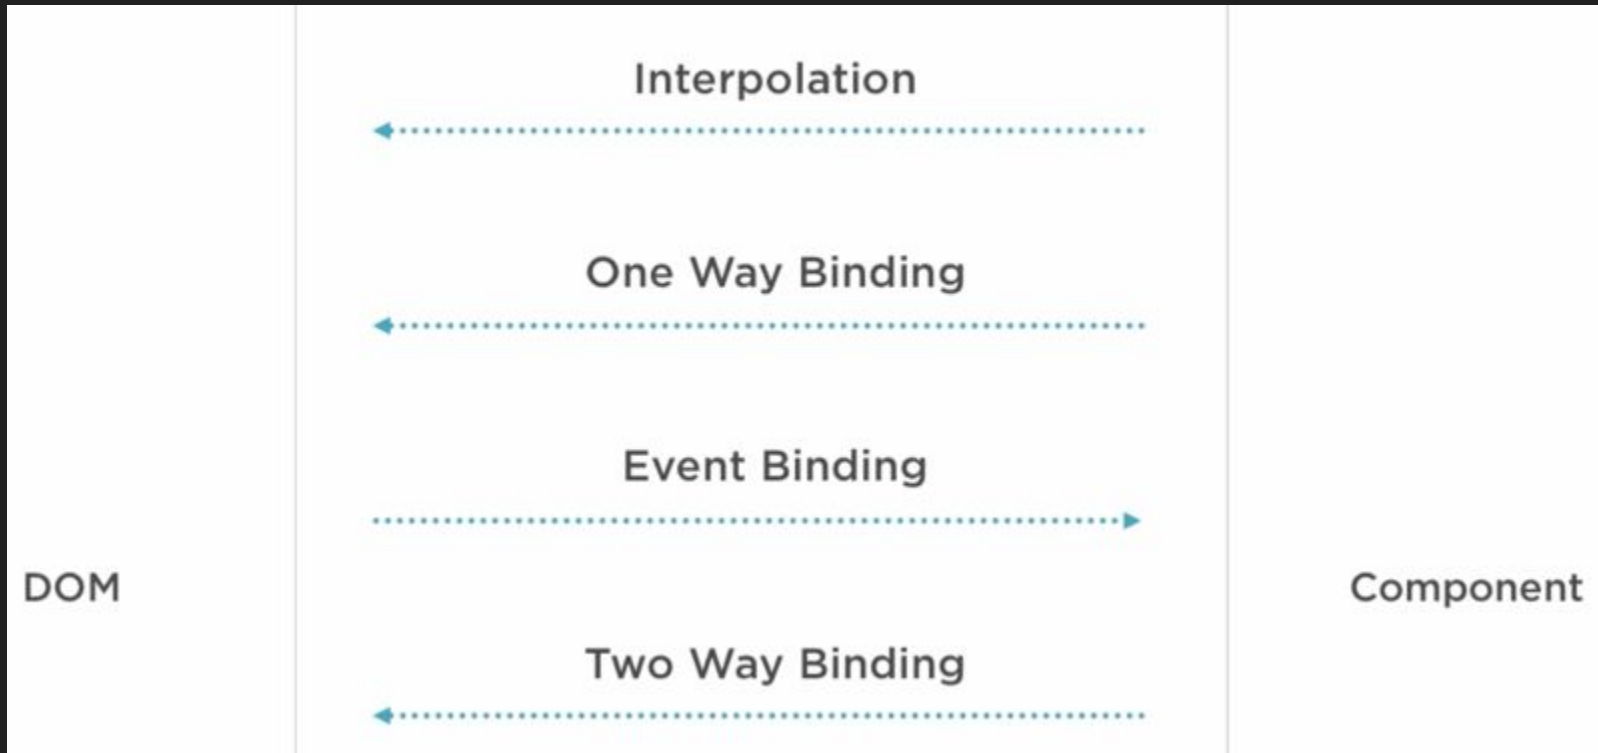 Interpolation
One Way Binding
Event Binding
DOM
Component
Two Way Binding